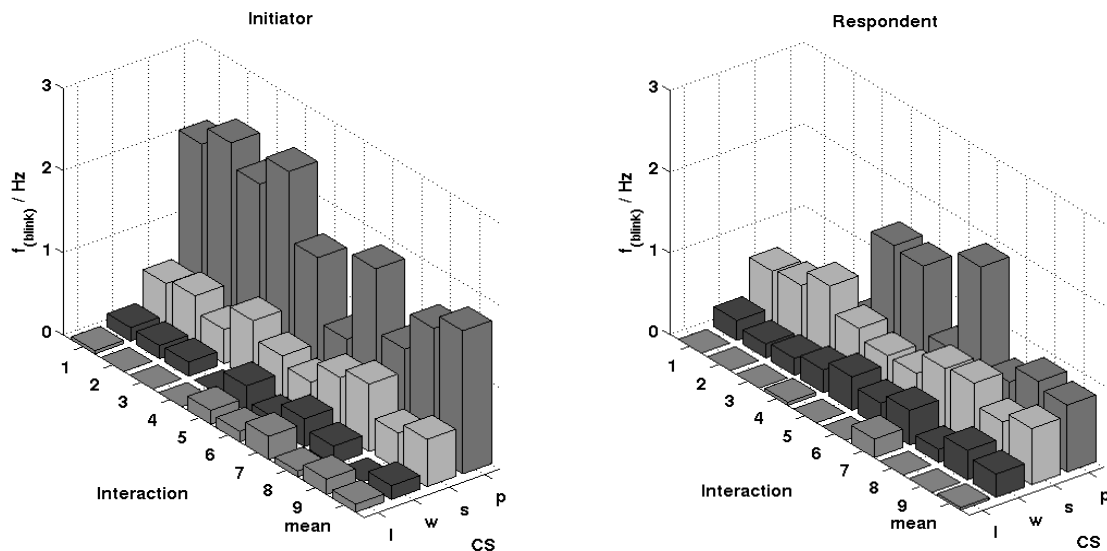 Initiator
3
2
1
0
f(blink) / Hz
1
2
3
4
5
6
7
8
9
mean
Interaction
l
w
s
p
CS
Respondent
3
2
1
0
f(blink) / Hz
1
2
3
4
5
6
7
8
9
mean
Interaction
l
w
s
p
CS